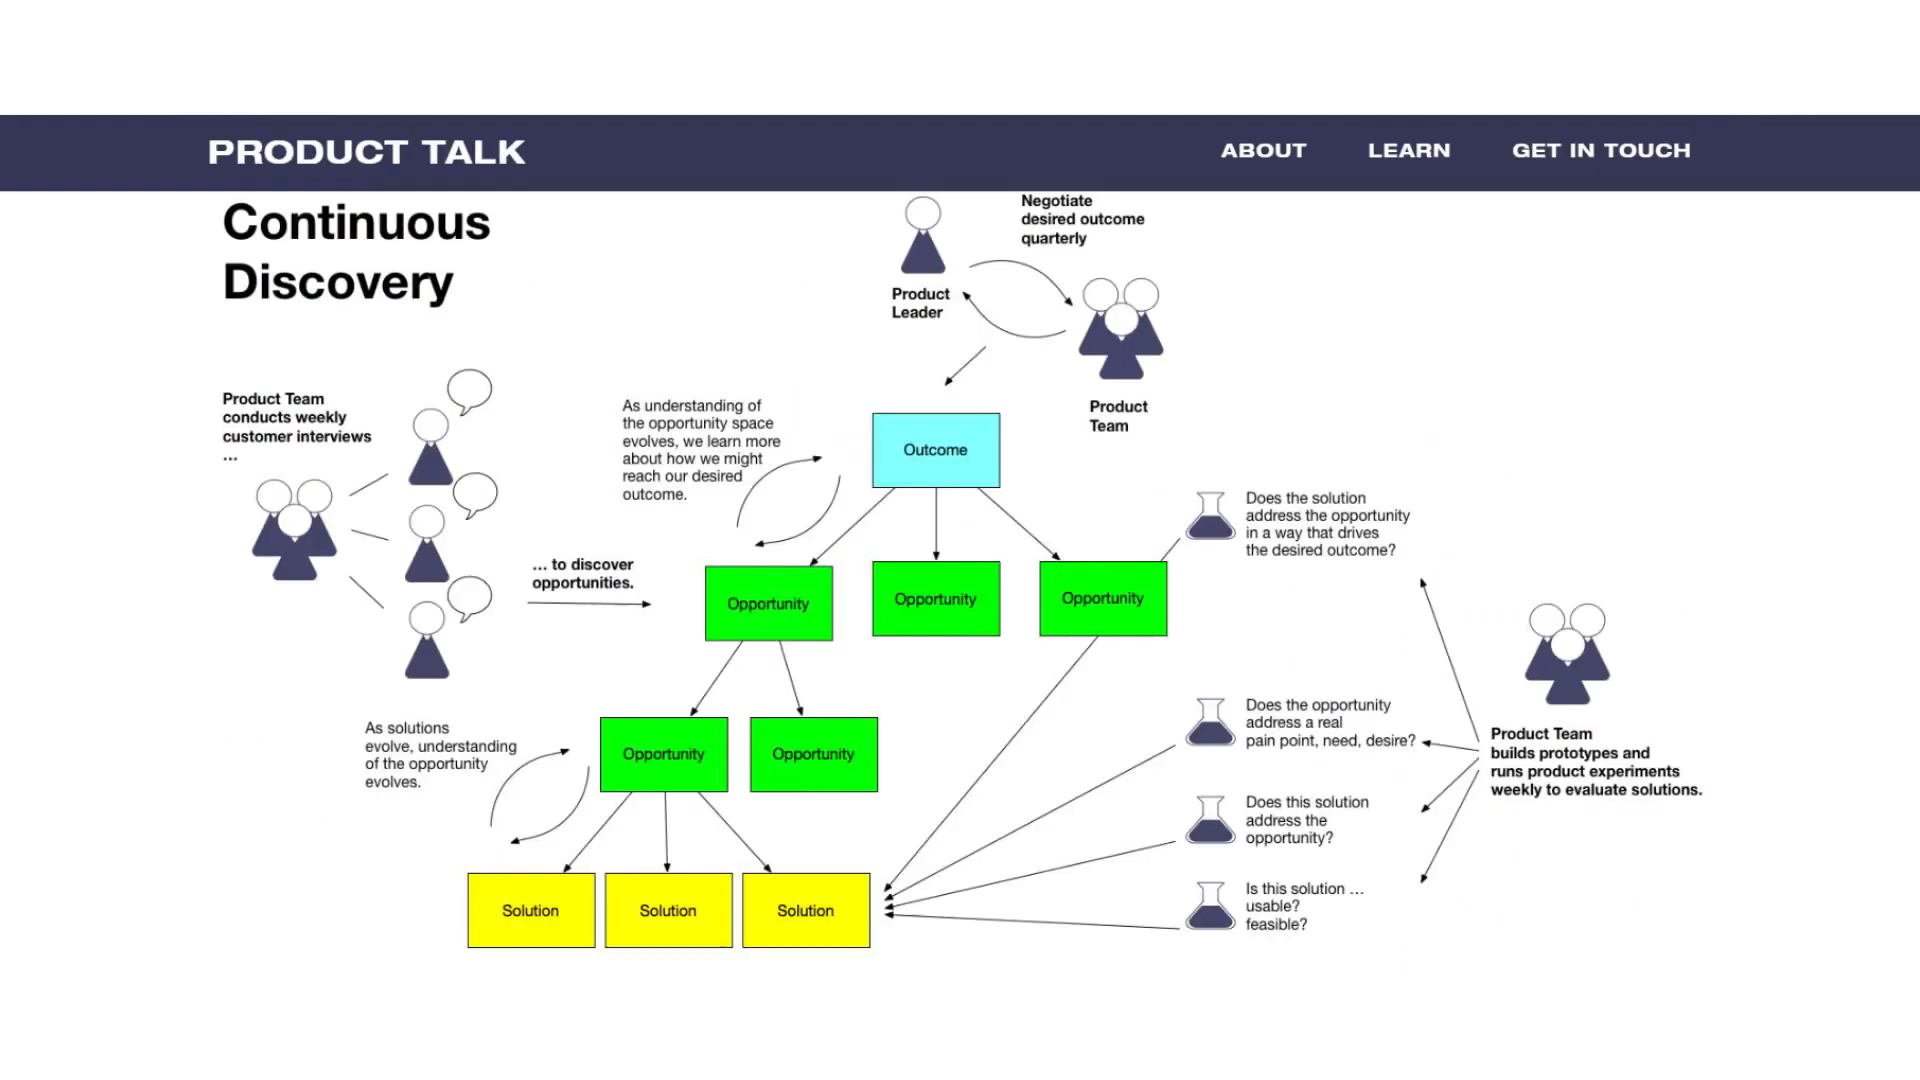 PRODUCT TALK
ABOUT
LEARN
GET IN TOUCH
Continuous
Discovery
Negotiate
desired outcome
quarterly
Product
Leader
Product
Team
Product Team
conducts weekly
customer interviews
...
... to discover
opportunities.
As understanding of
the opportunity space
evolves, we learn more
about how we might
reach our desired
outcome.
Outcome
Opportunity
Opportunity
Opportunity
As solutions
evolve, understanding
of the opportunity
evolves.
Opportunity
Opportunity
Solution
Solution
Solution
Does the solution
address the opportunity
in a way that drives
the desired outcome?
Does the opportunity
address a real
pain point, need, desire?
Does this solution
address the
opportunity?
Is this solution ...
usable?
feasible?
Product Team
builds prototypes and
runs product experiments
weekly to evaluate solutions.